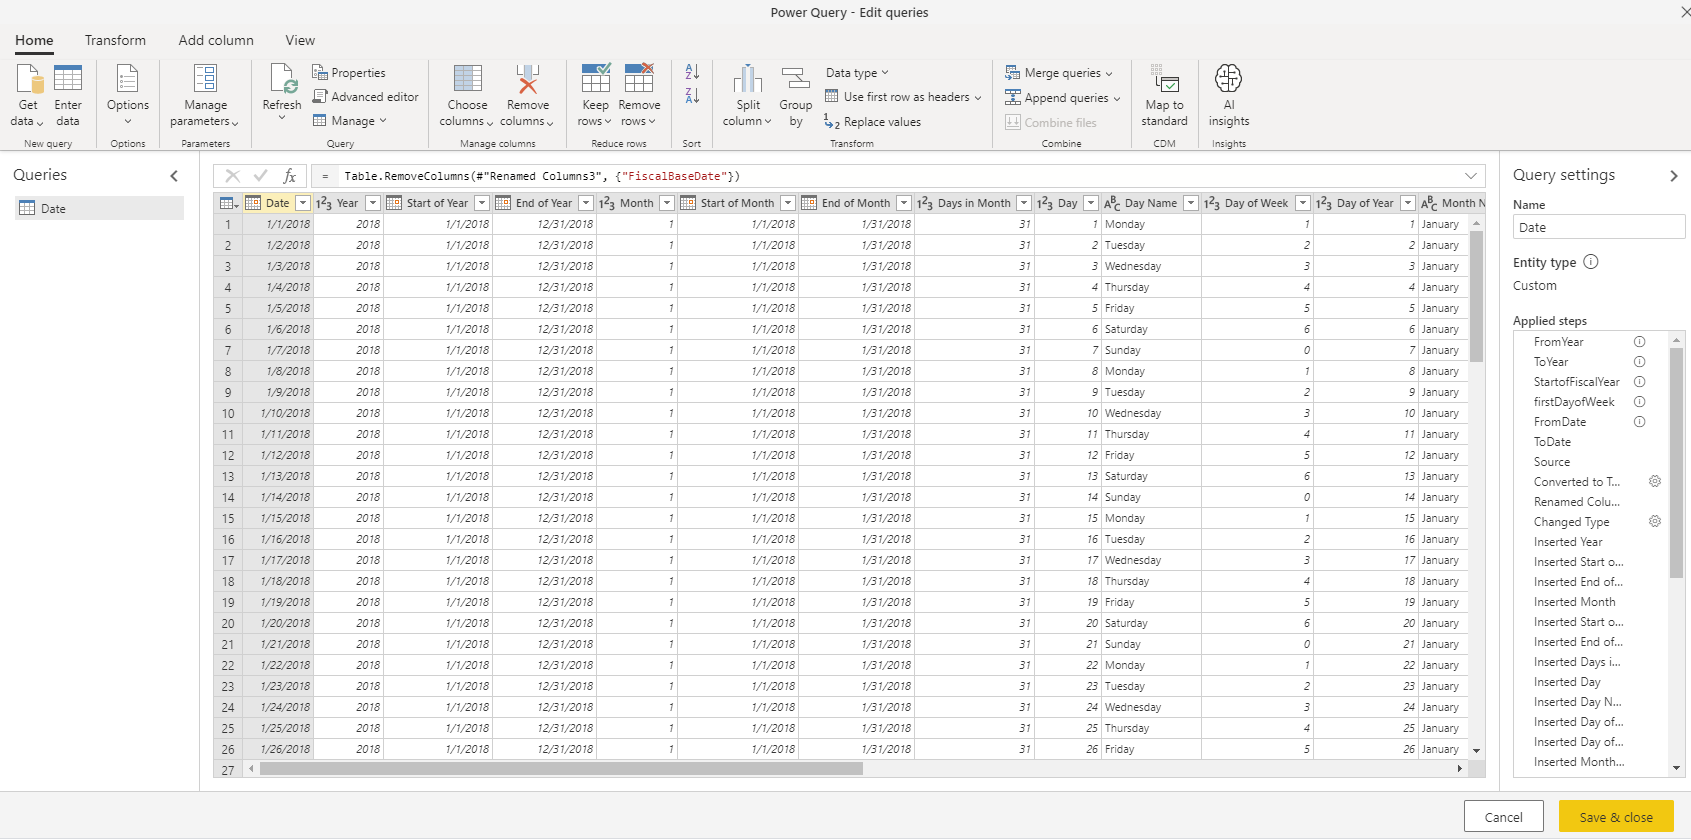 Power Query - Edit queries
Home Transform Add column View
Get data
Enter data
New query
Options
Options
Manage parameters
Parameters
Refresh
Properties
Advanced editor
Manage
Query
Choose columns
Remove columns
Manage columns
Keep rows
Remove rows
Reduce rows
Sort
Split column
Group by
Data type
Use first row as headers
Replace values
Transform
Merge queries
Append queries
Combine files
Combine
Map to standard
CDM
AI insights
Insights
Queries
Date
fx = Table.RemoveColumns(#"Renamed Columns3", {"FiscalBaseDate"})
Date Year Start of Year End of Year Month Start of Month End of Month Days in Month Day Day Name Day of Week Day of Year Month N
1 1/1/2018 2018 1/1/2018 12/31/2018 1 1/1/2018 1/31/2018 31 1 Monday 1 1 January
2 1/2/2018 2018 1/1/2018 12/31/2018 1 1/1/2018 1/31/2018 31 2 Tuesday 2 2 January
3 1/3/2018 2018 1/1/2018 12/31/2018 1 1/1/2018 1/31/2018 31 3 Wednesday 3 3 January
4 1/4/2018 2018 1/1/2018 12/31/2018 1 1/1/2018 1/31/2018 31 4 Thursday 4 4 January
5 1/5/2018 2018 1/1/2018 12/31/2018 1 1/1/2018 1/31/2018 31 5 Friday 5 5 January
6 1/6/2018 2018 1/1/2018 12/31/2018 1 1/1/2018 1/31/2018 31 6 Saturday 6 6 January
7 1/7/2018 2018 1/1/2018 12/31/2018 1 1/1/2018 1/31/2018 31 7 Sunday 0 7 January
8 1/8/2018 2018 1/1/2018 12/31/2018 1 1/1/2018 1/31/2018 31 8 Monday 1 8 January
9 1/9/2018 2018 1/1/2018 12/31/2018 1 1/1/2018 1/31/2018 31 9 Tuesday 2 9 January
10 1/10/2018 2018 1/1/2018 12/31/2018 1 1/1/2018 1/31/2018 31 10 Wednesday 3 10 January
11 1/11/2018 2018 1/1/2018 12/31/2018 1 1/1/2018 1/31/2018 31 11 Thursday 4 11 January
12 1/12/2018 2018 1/1/2018 12/31/2018 1 1/1/2018 1/31/2018 31 12 Friday 5 12 January
13 1/13/2018 2018 1/1/2018 12/31/2018 1 1/1/2018 1/31/2018 31 13 Saturday 6 13 January
14 1/14/2018 2018 1/1/2018 12/31/2018 1 1/1/2018 1/31/2018 31 14 Sunday 0 14 January
15 1/15/2018 2018 1/1/2018 12/31/2018 1 1/1/2018 1/31/2018 31 15 Monday 1 15 January
16 1/16/2018 2018 1/1/2018 12/31/2018 1 1/1/2018 1/31/2018 31 16 Tuesday 2 16 January
17 1/17/2018 2018 1/1/2018 12/31/2018 1 1/1/2018 1/31/2018 31 17 Wednesday 3 17 January
18 1/18/2018 2018 1/1/2018 12/31/2018 1 1/1/2018 1/31/2018 31 18 Thursday 4 18 January
19 1/19/2018 2018 1/1/2018 12/31/2018 1 1/1/2018 1/31/2018 31 19 Friday 5 19 January
20 1/20/2018 2018 1/1/2018 12/31/2018 1 1/1/2018 1/31/2018 31 20 Saturday 6 20 January
21 1/21/2018 2018 1/1/2018 12/31/2018 1 1/1/2018 1/31/2018 31 21 Sunday 0 21 January
22 1/22/2018 2018 1/1/2018 12/31/2018 1 1/1/2018 1/31/2018 31 22 Monday 1 22 January
23 1/23/2018 2018 1/1/2018 12/31/2018 1 1/1/2018 1/31/2018 31 23 Tuesday 2 23 January
24 1/24/2018 2018 1/1/2018 12/31/2018 1 1/1/2018 1/31/2018 31 24 Wednesday 3 24 January
25 1/25/2018 2018 1/1/2018 12/31/2018 1 1/1/2018 1/31/2018 31 25 Thursday 4 25 January
26 1/26/2018 2018 1/1/2018 12/31/2018 1 1/1/2018 1/31/2018 31 26 Friday 5 26 January
27
Query settings
Name
Date
Entity type
Custom
Applied steps
FromYear
ToYear
StartofFiscalYear
firstDayofWeek
FromDate
ToDate
Source
Converted to T...
Renamed Colu...
Changed Type
Inserted Year
Inserted Start o...
Inserted End of...
Inserted Month
Inserted Start o...
Inserted End of...
Inserted Days i...
Inserted Day
Inserted Day N...
Inserted Day of...
Inserted Day of...
Inserted Month...
Cancel
Save & close